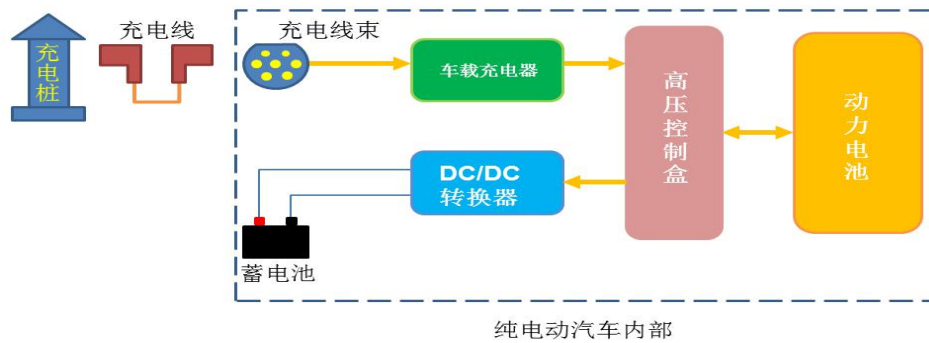 充电桩
充电线
充电线束
车载充电器
高压控制盒
动力电池
DC/DC
转换器
蓄电池
纯电动汽车内部